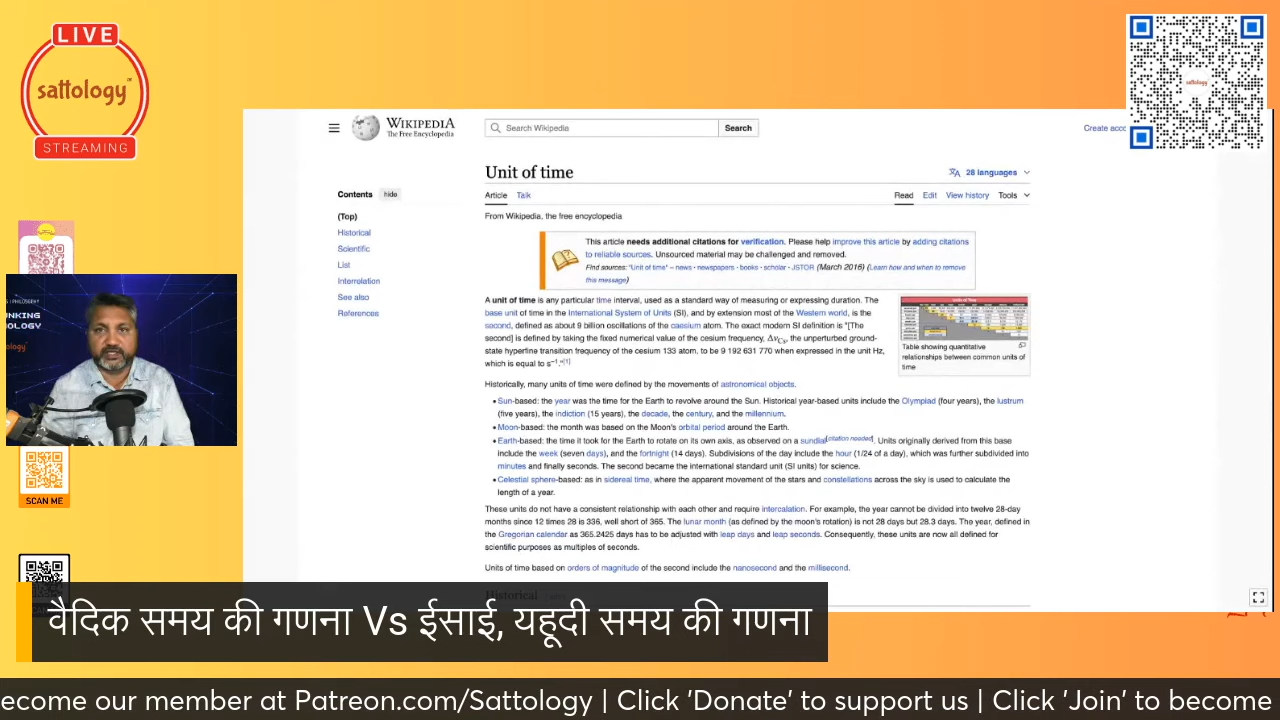 LIVE
sattology™
STREAMING
sattology
WIKIPEDIA
The Free Encyclopedia
Search Wikipedia
Search
Create acco
Unit of time
28 languages
Article Talk
Read Edit View history Tools
From Wikipedia, the free encyclopedia
Contents hide
(Top)
Historical
Scientific
List
Interrelation
See also
References
This article needs additional citations for verification. Please help improve this article by adding citations
to reliable sources. Unsourced material may be challenged and removed.
Find sources: "Unit of time" – news · newspapers · books · scholar · JSTOR (March 2016) (Learn how and when to remove
this message)
A unit of time is any particular time interval, used as a standard way of measuring or expressing duration. The
base unit of time in the International System of Units (SI), and by extension most of the Western world, is the
second, defined as about 9 billion oscillations of the caesium atom. The exact modern SI definition is "[The
second] is defined by taking the fixed numerical value of the cesium frequency, ΔνCs, the unperturbed ground-
state hyperfine transition frequency of the cesium 133 atom, to be 9 192 631 770 when expressed in the unit Hz,
which is equal to s−1."[1]
Units of Time
Table showing quantitative
relationships between common units of
time
Historically, many units of time were defined by the movements of astronomical objects.
• Sun-based: the year was the time for the Earth to revolve around the Sun. Historical year-based units include the Olympiad (four years), the lustrum
(five years), the indiction (15 years), the decade, the century, and the millennium.
• Moon-based: the month was based on the Moon's orbital period around the Earth.
• Earth-based: the time it took for the Earth to rotate on its own axis, as observed on a sundial[citation needed]. Units originally derived from this base
include the week (seven days), and the fortnight (14 days). Subdivisions of the day include the hour (1/24 of a day), which was further subdivided into
minutes and finally seconds. The second became the international standard unit (SI units) for science.
• Celestial sphere-based: as in sidereal time, where the apparent movement of the stars and constellations across the sky is used to calculate the
length of a year.
These units do not have a consistent relationship with each other and require intercalation. For example, the year cannot be divided into twelve 28-day
months since 12 times 28 is 336, well short of 365. The lunar month (as defined by the moon's rotation) is not 28 days but 28.3 days. The year, defined in
the Gregorian calendar as 365.2425 days has to be adjusted with leap days and leap seconds. Consequently, these units are now all defined for
scientific purposes as multiples of seconds.
Units of time based on orders of magnitude of the second include the nanosecond and the millisecond.
Historical
PHILOSOPHY
NKING
OLOGY
ology
SCAN ME
वैदिक समय की गणना Vs ईसाई, यहूदी समय की गणना
ecome our member at Patreon.com/Sattology | Click 'Donate' to support us | Click 'Join' to become